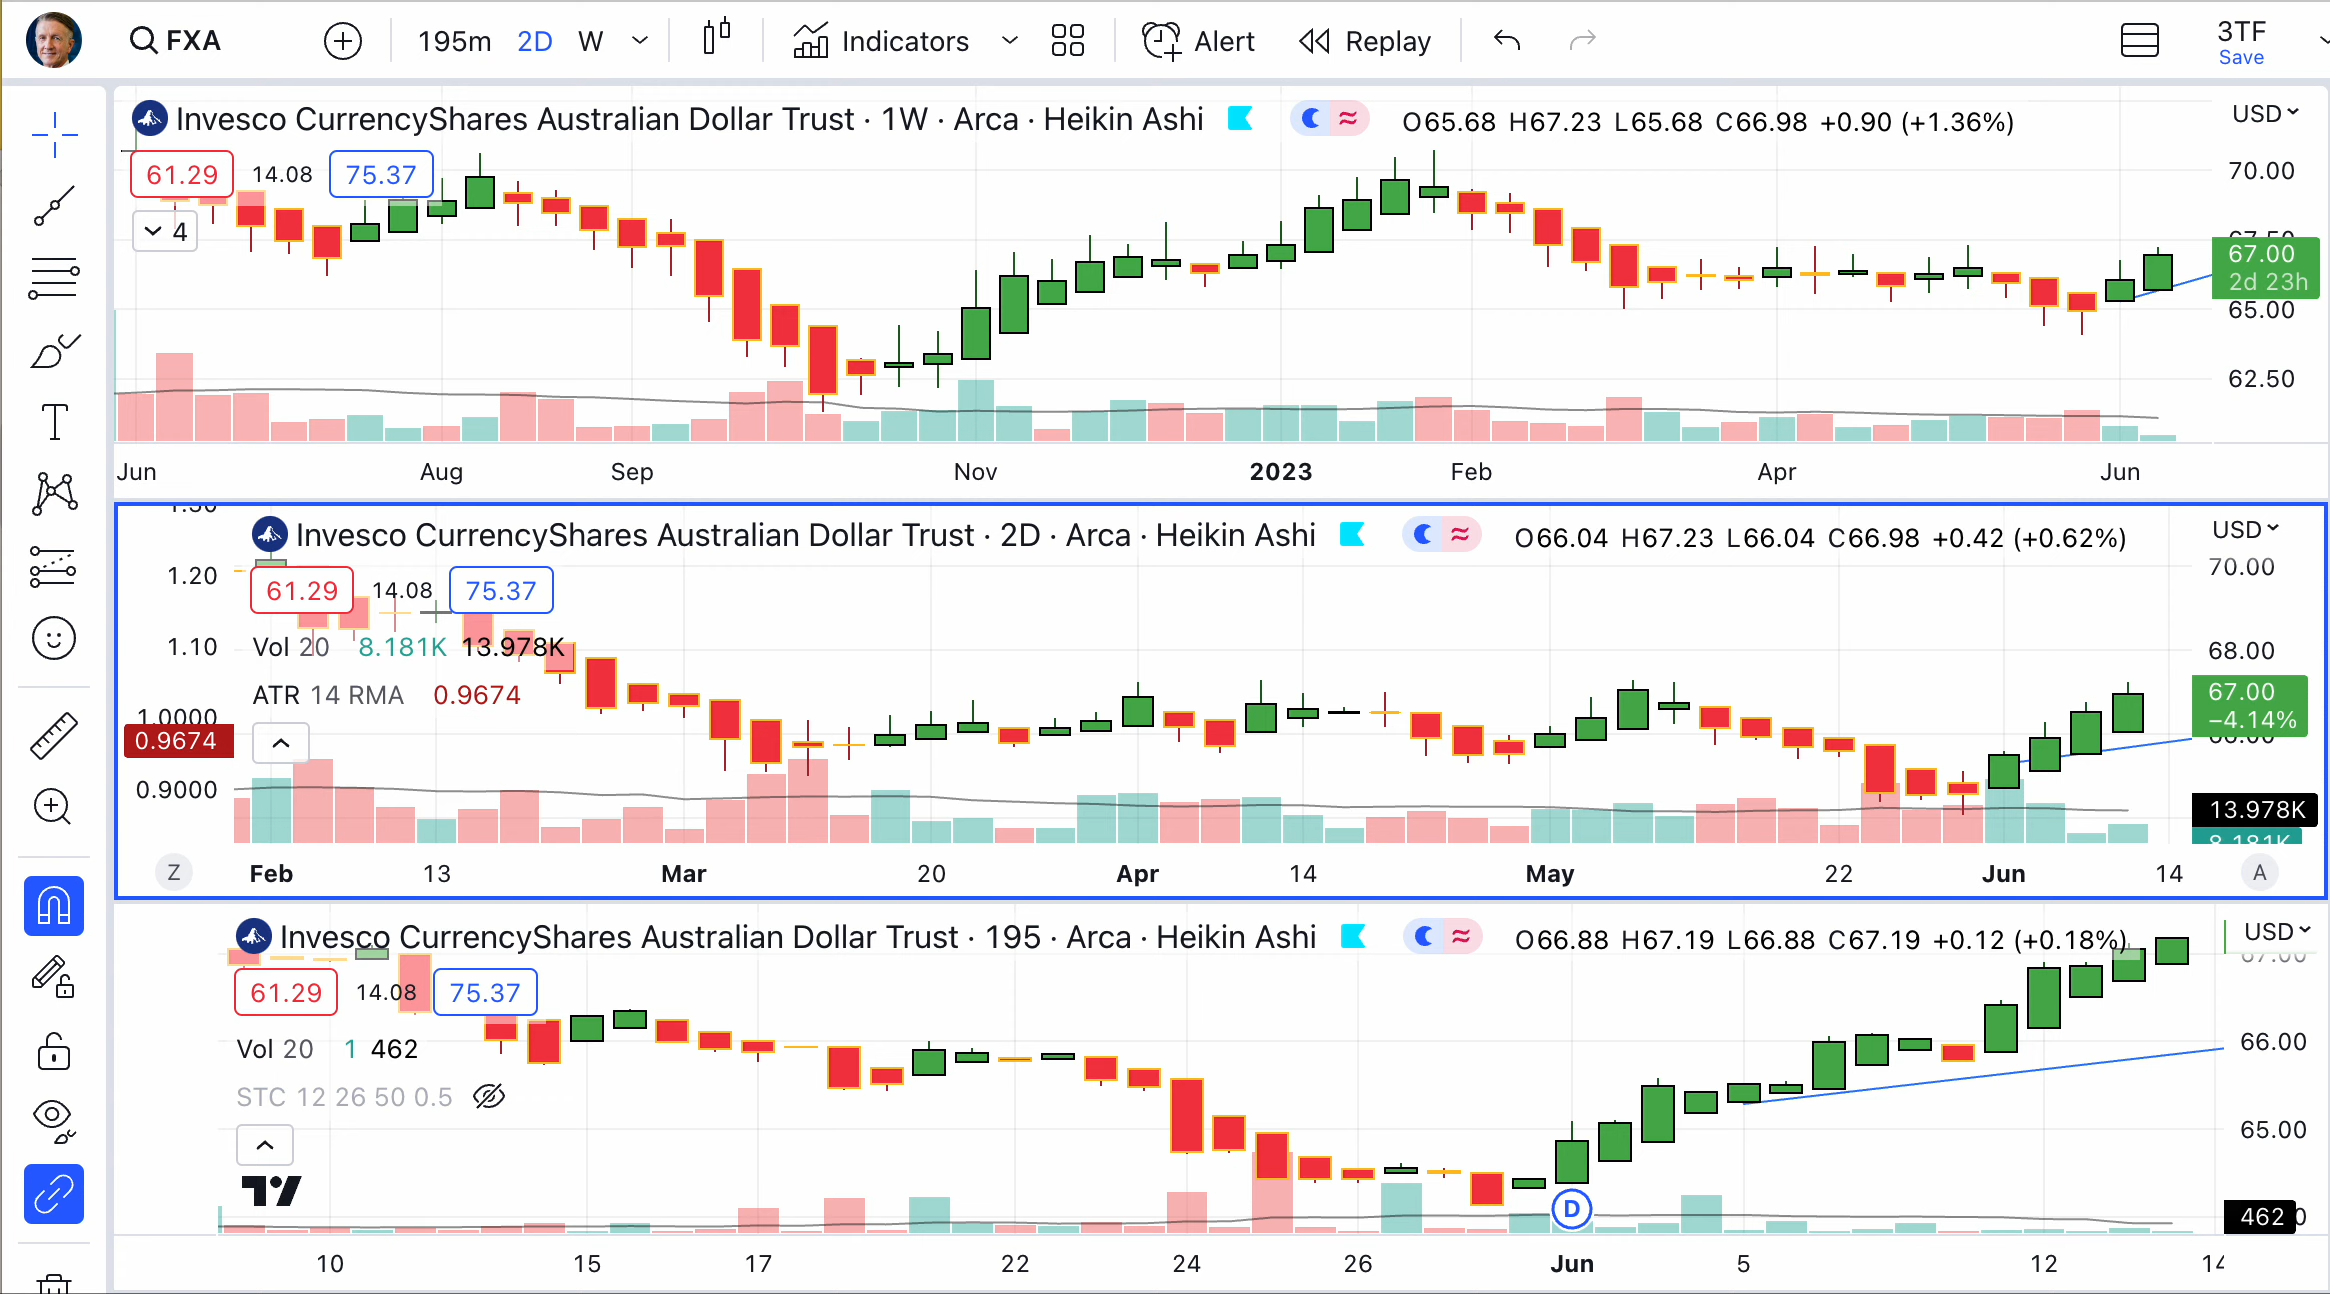 FXA 195m 2D W Indicators Alert Replay 3TF
Save
Invesco CurrencyShares Australian Dollar Trust · 1W · Arca · Heikin Ashi O65.68 H67.23 L65.68 C66.98 +0.90 (+1.36%) USD
61.29 14.08 75.37
4
70.00
67.50
67.00
2d 23h
65.00
62.50
Jun Aug Sep Nov 2023 Feb Apr Jun
Invesco CurrencyShares Australian Dollar Trust · 2D · Arca · Heikin Ashi O66.04 H67.23 L66.04 C66.98 +0.42 (+0.62%) USD
61.29 14.08 75.37
Vol 20 8.181K 13.978K
ATR 14 RMA 0.9674
1.30
1.20
1.10
1.0000
0.9674
0.9000
70.00
68.00
67.00
−4.14%
66.00
13.978K
8.181K
Z Feb 13 Mar 20 Apr 14 May 22 Jun 14 A
Invesco CurrencyShares Australian Dollar Trust · 195 · Arca · Heikin Ashi O66.88 H67.19 L66.88 C67.19 +0.12 (+0.18%) USD
61.29 14.08 75.37
Vol 20 1 462
STC 12 26 50 0.5
67.00
66.00
65.00
462
D
10 15 17 22 24 26 Jun 5 12 14